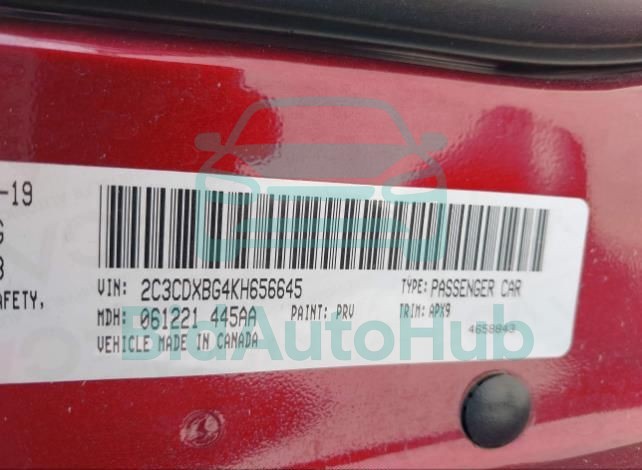 -19
VIN: 2C3CDXBG4KH656645 TYPE: PASSENGER CAR
AFETY, MDH: 061221 445AA PAINT: PRV TRIM: APX9
4658843
VEHICLE MADE IN CANADA
BidAutoHub